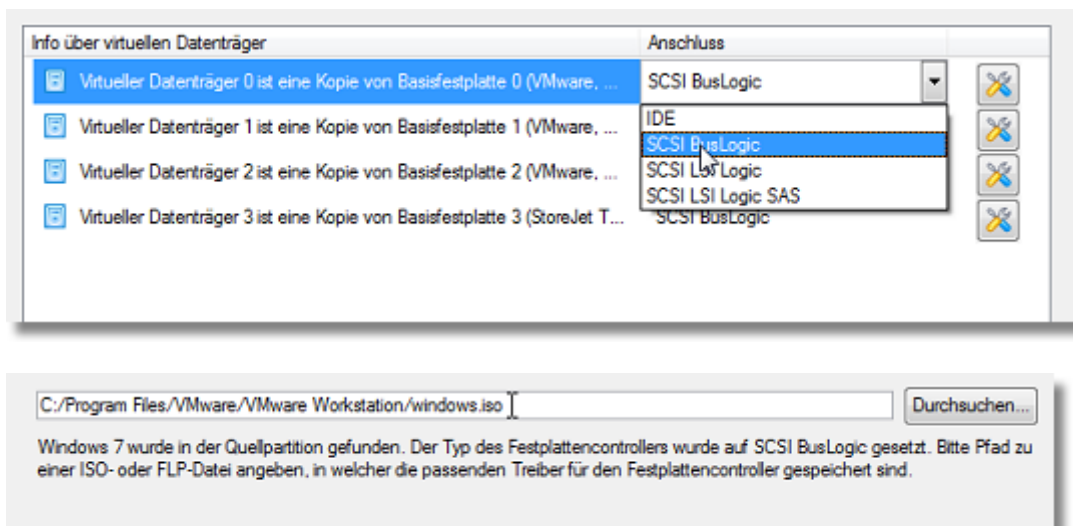 Info über virtuellen Datenträger Anschluss
Virtueller Datenträger 0 ist eine Kopie von Basisfestplatte 0 (VMware, ... SCSI BusLogic
IDE
Virtueller Datenträger 1 ist eine Kopie von Basisfestplatte 1 (VMware, ... SCSI BusLogic
Virtueller Datenträger 2 ist eine Kopie von Basisfestplatte 2 (VMware, ... SCSI LSI Logic
SCSI LSI Logic SAS
Virtueller Datenträger 3 ist eine Kopie von Basisfestplatte 3 (StoreJet T... SCSI BusLogic
C:/Program Files/VMware/VMware Workstation/windows.iso Durchsuchen...
Windows 7 wurde in der Quellpartition gefunden. Der Typ des Festplattencontrollers wurde auf SCSI BusLogic gesetzt. Bitte Pfad zu
einer ISO- oder FLP-Datei angeben, in welcher die passenden Treiber für den Festplattencontroller gespeichert sind.